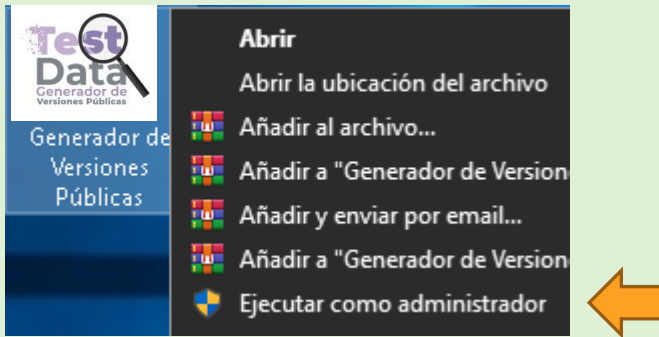 Test
Data
Generador de
Versiones Públicas
Generador de
Versiones
Públicas
Abrir
Abrir la ubicación del archivo
Añadir al archivo...
Añadir a "Generador de Version
Añadir y enviar por email...
Añadir a "Generador de Version
Ejecutar como administrador